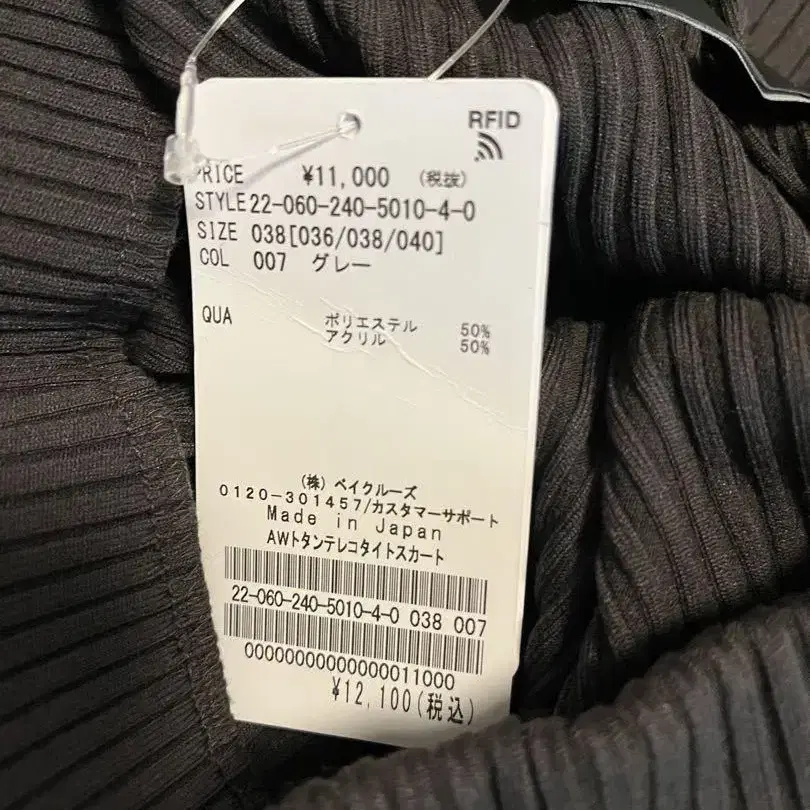 RFID
PRICE ¥11,000 (税抜)
STYLE 22-060-240-5010-4-0
SIZE 038[036/038/040]
COL 007 グレー
QUA ポリエステル 50%
アクリル 50%
(株) ベイクルーズ
0120-301457/カスタマーサポート
Made in Japan
AWトタンテレコタイトスカート
22-060-240-5010-4-0 038 007
00000000000000011000
¥12,100(税込)